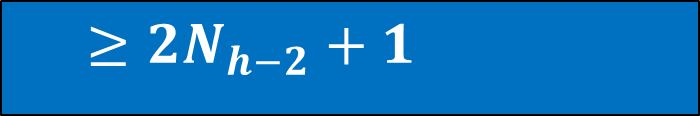 ≥ 2N_{h−2} + 1